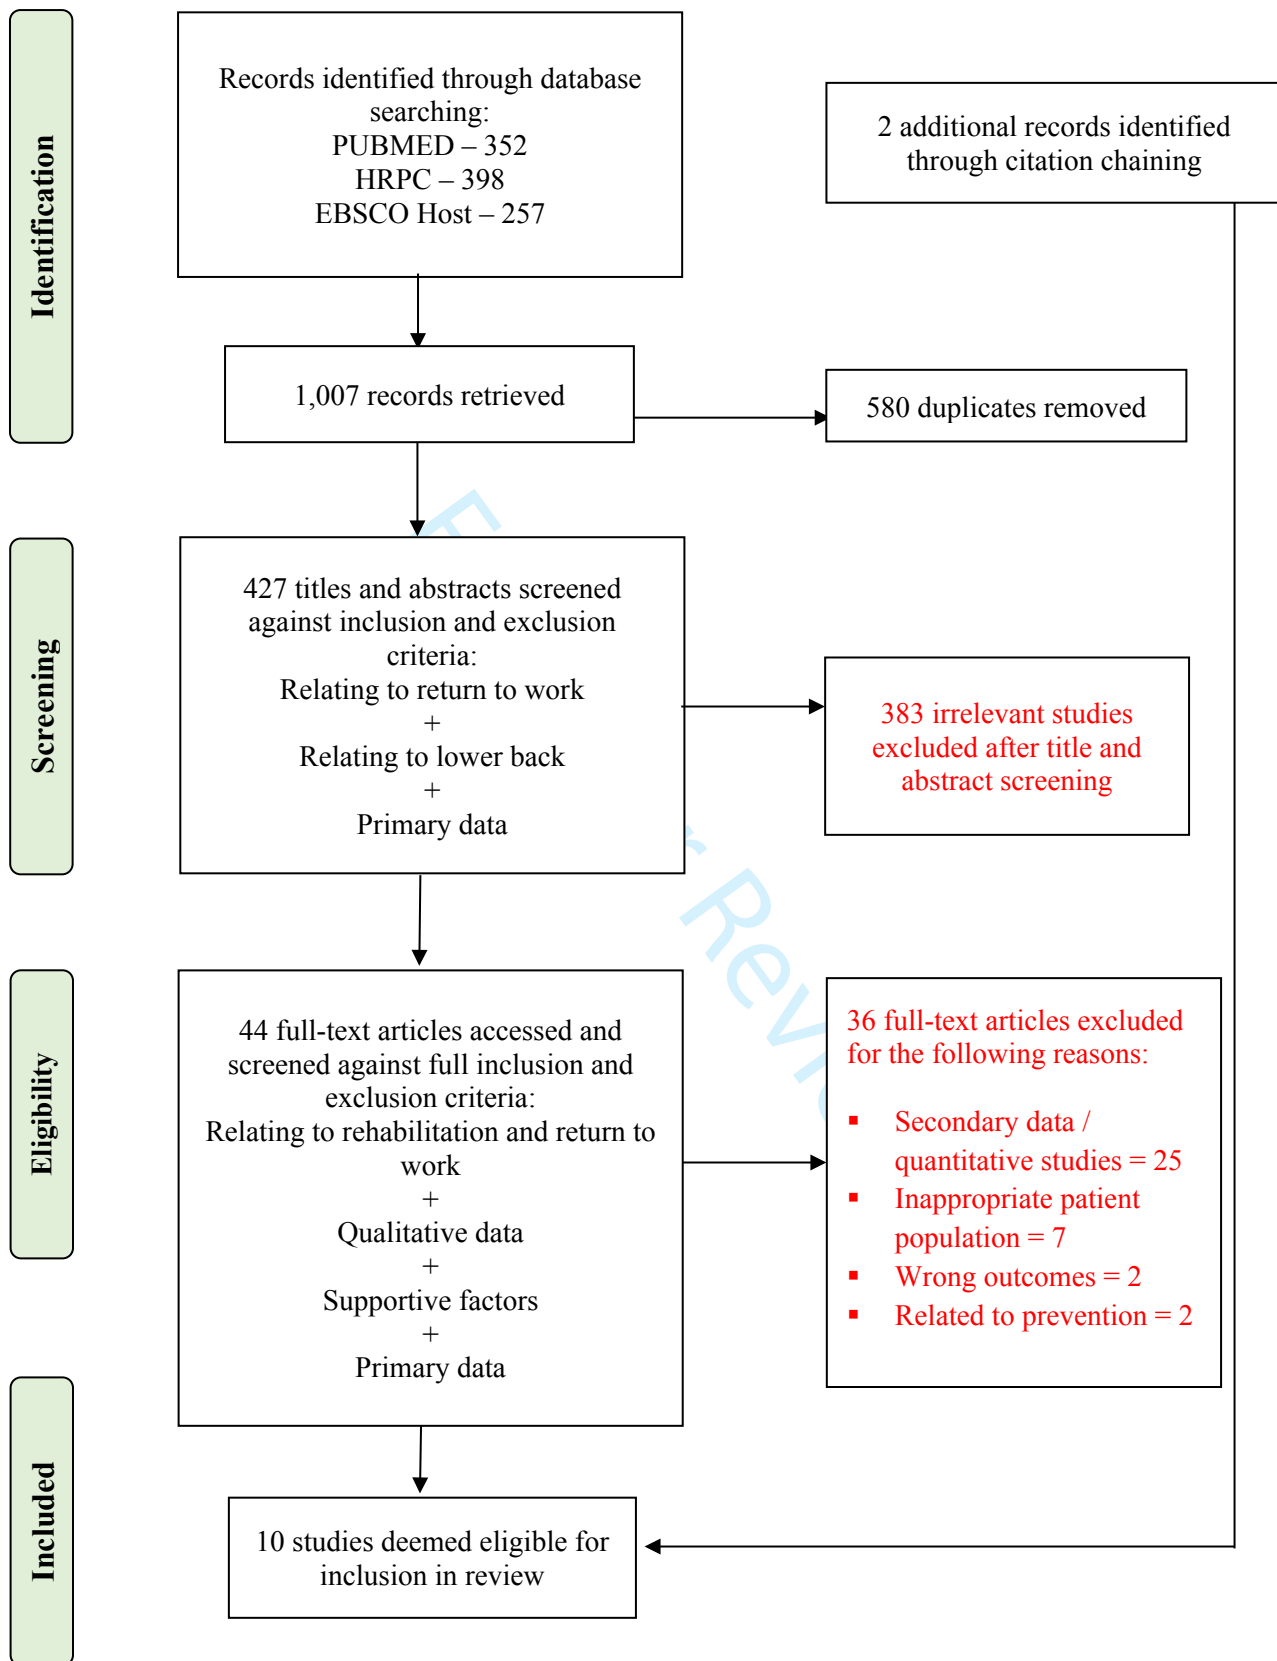 Identification
Records identified through database
searching:
PUBMED – 352
HRPC – 398
EBSCO Host – 257
2 additional records identified
through citation chaining
1,007 records retrieved
580 duplicates removed
Screening
427 titles and abstracts screened
against inclusion and exclusion
criteria:
Relating to return to work
+
Relating to lower back
+
Primary data
383 irrelevant studies
excluded after title and
abstract screening
Eligibility
44 full-text articles accessed and
screened against full inclusion and
exclusion criteria:
Relating to rehabilitation and return to
work
+
Qualitative data
+
Supportive factors
+
Primary data
36 full-text articles excluded
for the following reasons:
▪ Secondary data /
quantitative studies = 25
▪ Inappropriate patient
population = 7
▪ Wrong outcomes = 2
▪ Related to prevention = 2
Included
10 studies deemed eligible for
inclusion in review